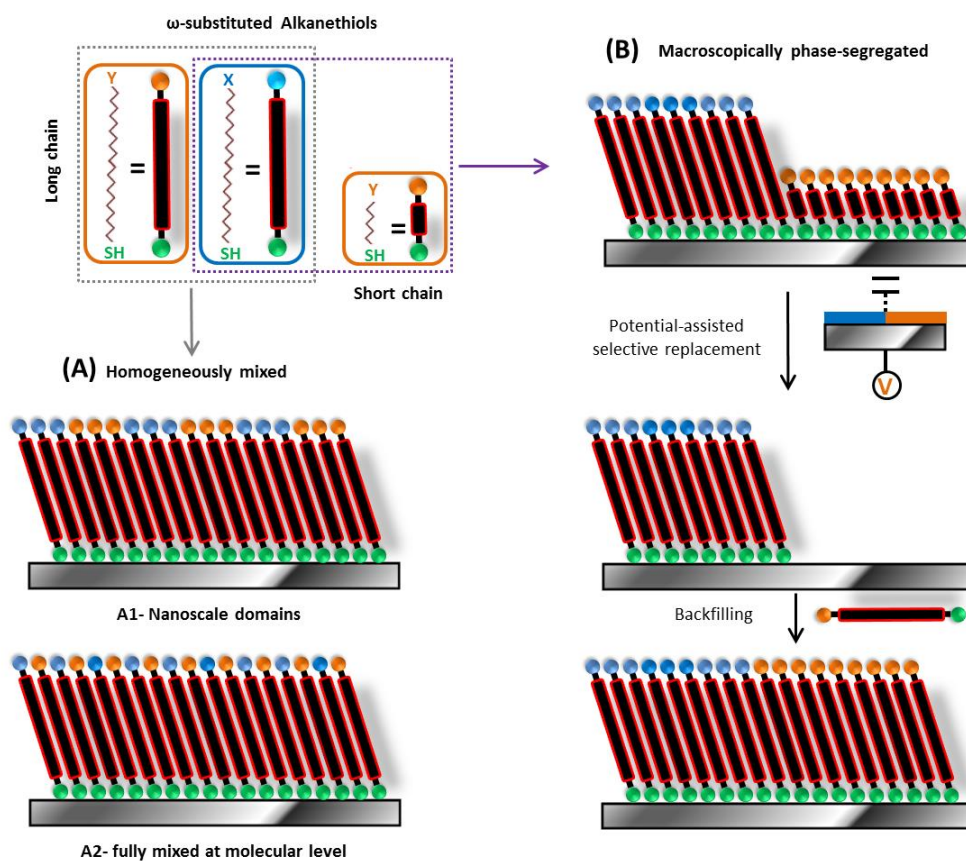 ω-substituted Alkanethiols
(B) Macroscopically phase-segregated
Y
X
Long chain
=
=
Y
=
SH
SH
SH
Short chain
Potential-assisted
selective replacement
V
(A) Homogeneously mixed
A1- Nanoscale domains
Backfilling
A2- fully mixed at molecular level